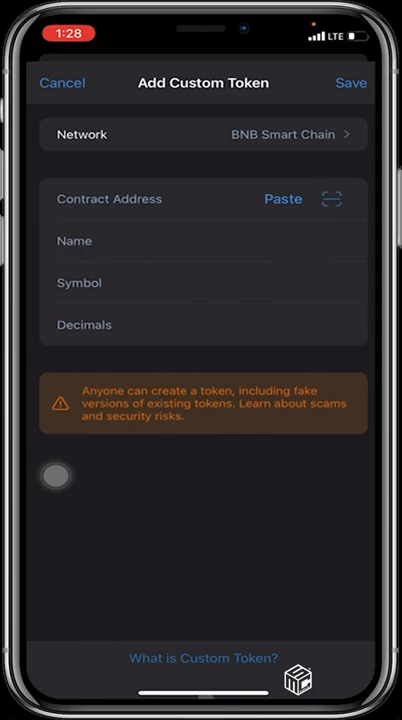 1:28
LTE
Cancel
Add Custom Token
Save
Network
BNB Smart Chain
Contract Address
Paste
Name
Symbol
Decimals
Anyone can create a token, including fake
versions of existing tokens. Learn about scams
and security risks.
What is Custom Token?